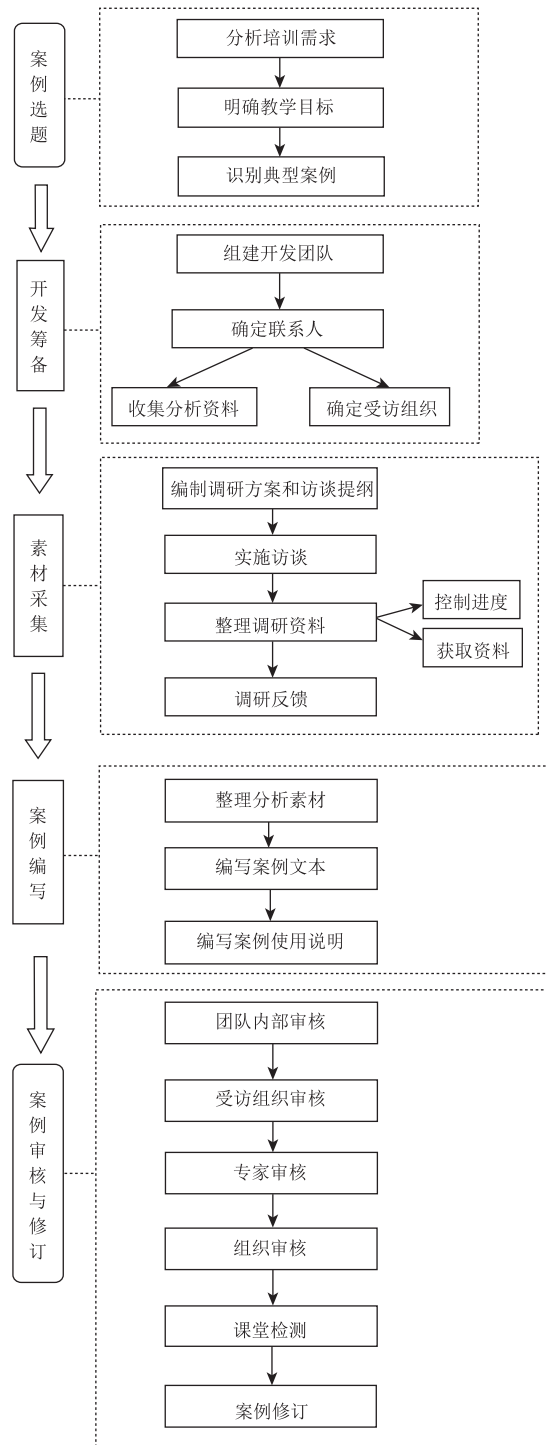 案例选题
分析培训需求
明确教学目标
识别典型案例
开发筹备
组建开发团队
确定联系人
收集分析资料
确定受访组织
素材采集
编制调研方案和访谈提纲
实施访谈
整理调研资料
控制进度
获取资料
调研反馈
案例编写
整理分析素材
编写案例文本
编写案例使用说明
案例审核与修订
团队内部审核
受访组织审核
专家审核
组织审核
课堂检测
案例修订